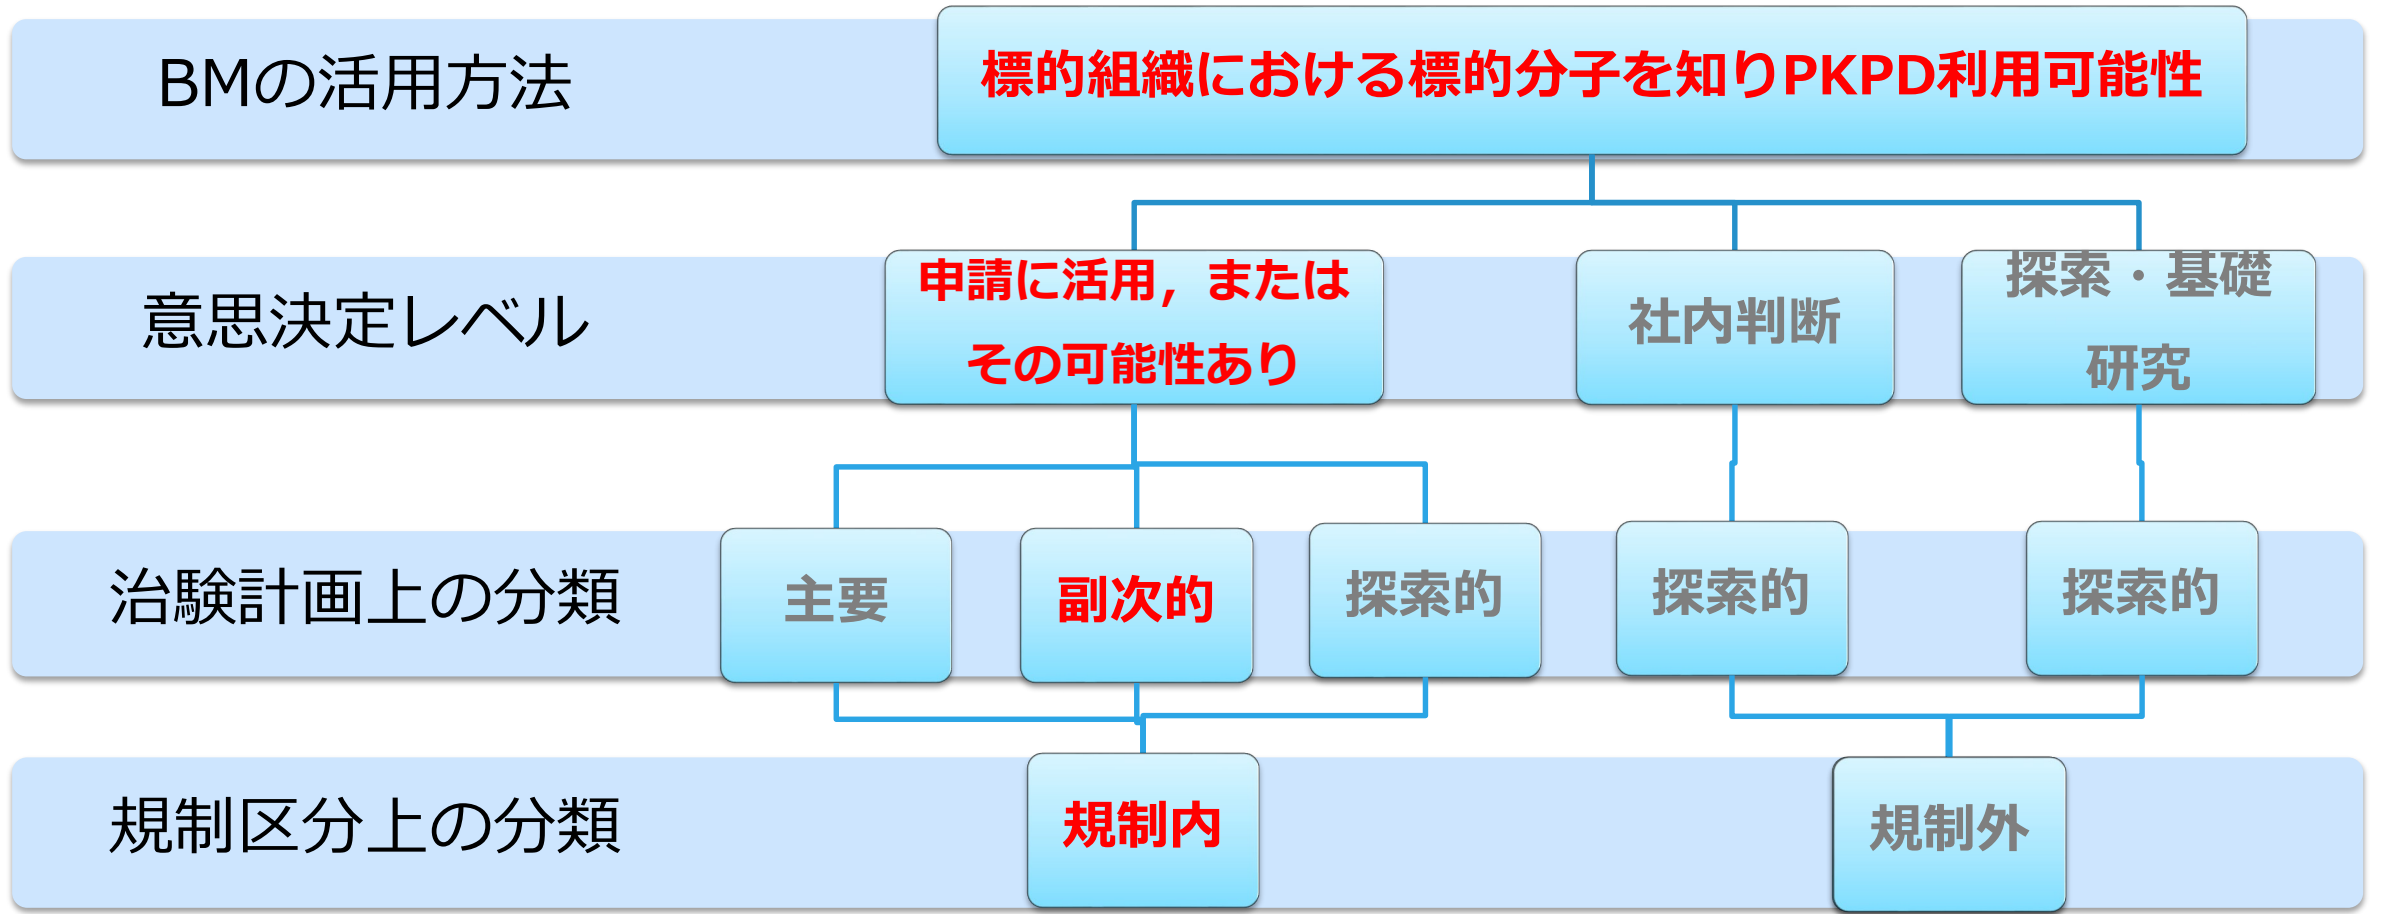 BMの活用方法
標的組織における標的分子を知りPKPD利用可能性
意思決定レベル
申請に活用，または
その可能性あり
社内判断
探索・基礎
研究
治験計画上の分類
主要
副次的
探索的
探索的
探索的
規制区分上の分類
規制内
規制外